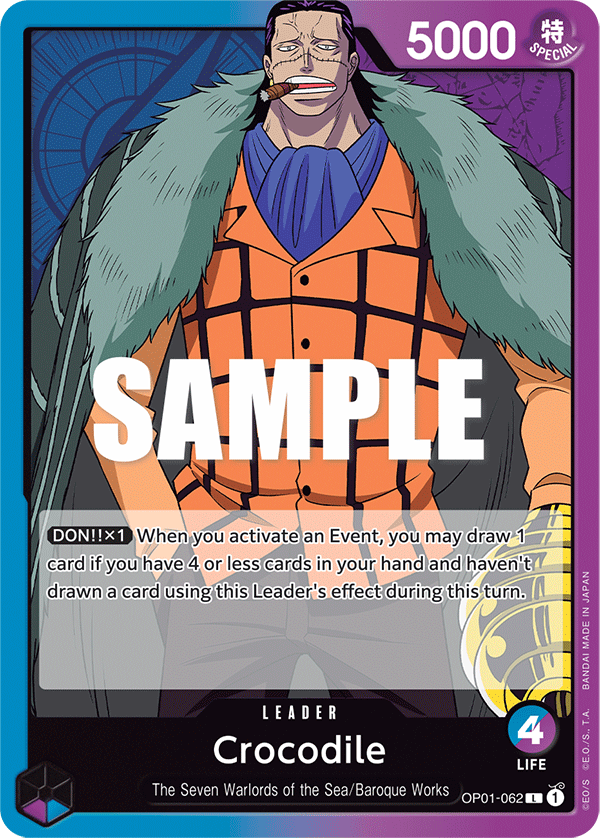 5000
特
SPECIAL
SAMPLE
DON!!×1 When you activate an Event, you may draw 1
card if you have 4 or less cards in your hand and haven't
drawn a card using this Leader's effect during this turn.
LEADER
Crocodile
The Seven Warlords of the Sea/Baroque Works
4
LIFE
OP01-062 L 1
©EO/S ©E.O./S., T.A. BANDAI MADE IN JAPAN